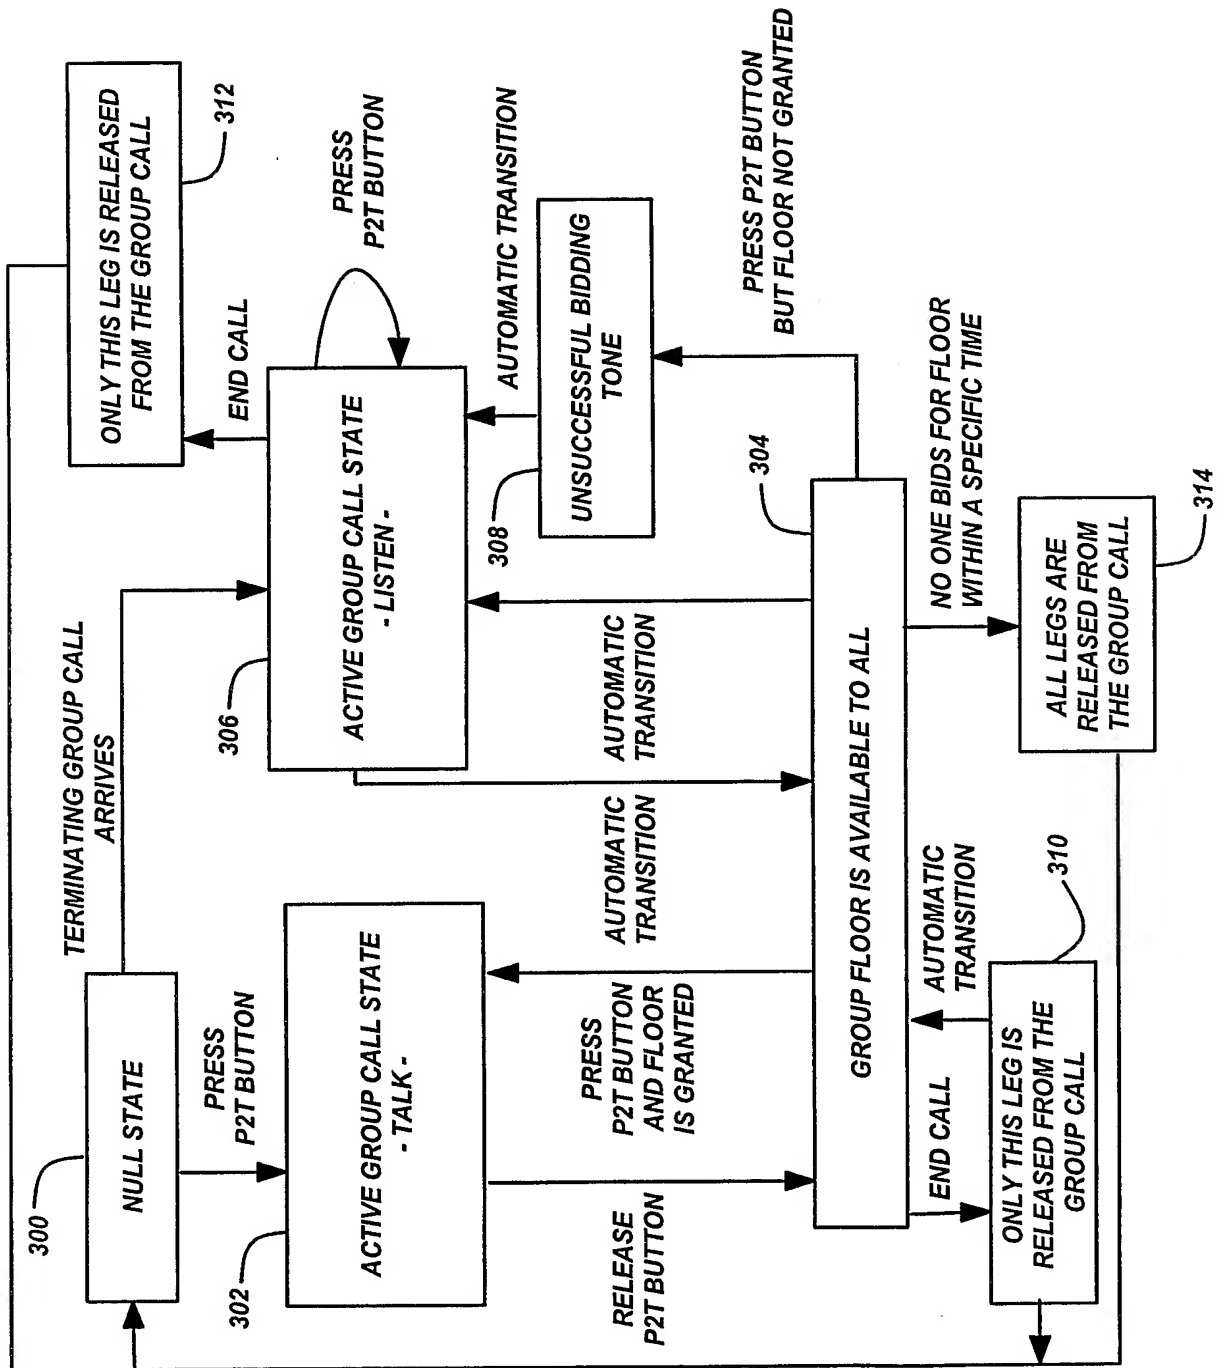 300
NULL STATE
TERMINATING GROUP CALL
ARRIVES
ONLY THIS LEG IS RELEASED
FROM THE GROUP CALL
312
PRESS
P2T BUTTON
END CALL
PRESS
P2T BUTTON
302
ACTIVE GROUP CALL STATE
- TALK -
306
ACTIVE GROUP CALL STATE
- LISTEN -
AUTOMATIC TRANSITION
308
UNSUCCESSFUL BIDDING
TONE
RELEASE
P2T BUTTON
PRESS
P2T BUTTON
AND FLOOR
IS GRANTED
AUTOMATIC
TRANSITION
AUTOMATIC
TRANSITION
PRESS P2T BUTTON
BUT FLOOR NOT GRANTED
304
GROUP FLOOR IS AVAILABLE TO ALL
END CALL
AUTOMATIC
TRANSITION
NO ONE BIDS FOR FLOOR
WITHIN A SPECIFIC TIME
310
ONLY THIS LEG IS
RELEASED FROM THE
GROUP CALL
ALL LEGS ARE
RELEASED FROM
THE GROUP CALL
314